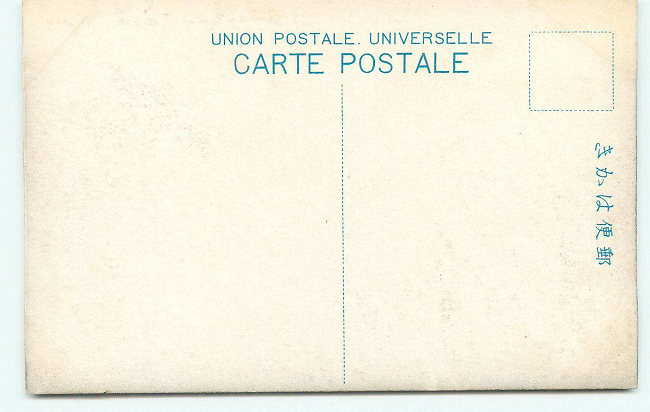 UNION POSTALE. UNIVERSELLE
CARTE POSTALE
きかは便郵